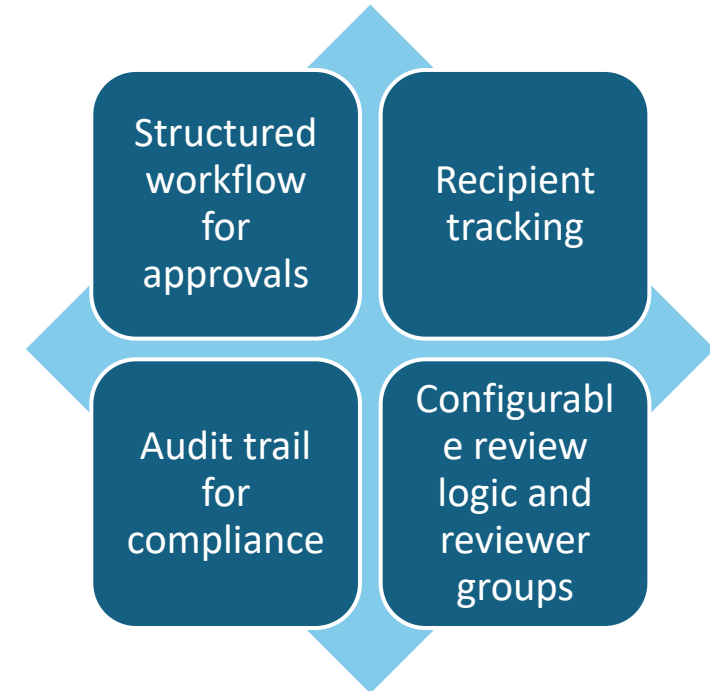 Structured
workflow
for
approvals
Recipient
tracking
Audit trail
for
compliance
Configurabl
e review
logic and
reviewer
groups